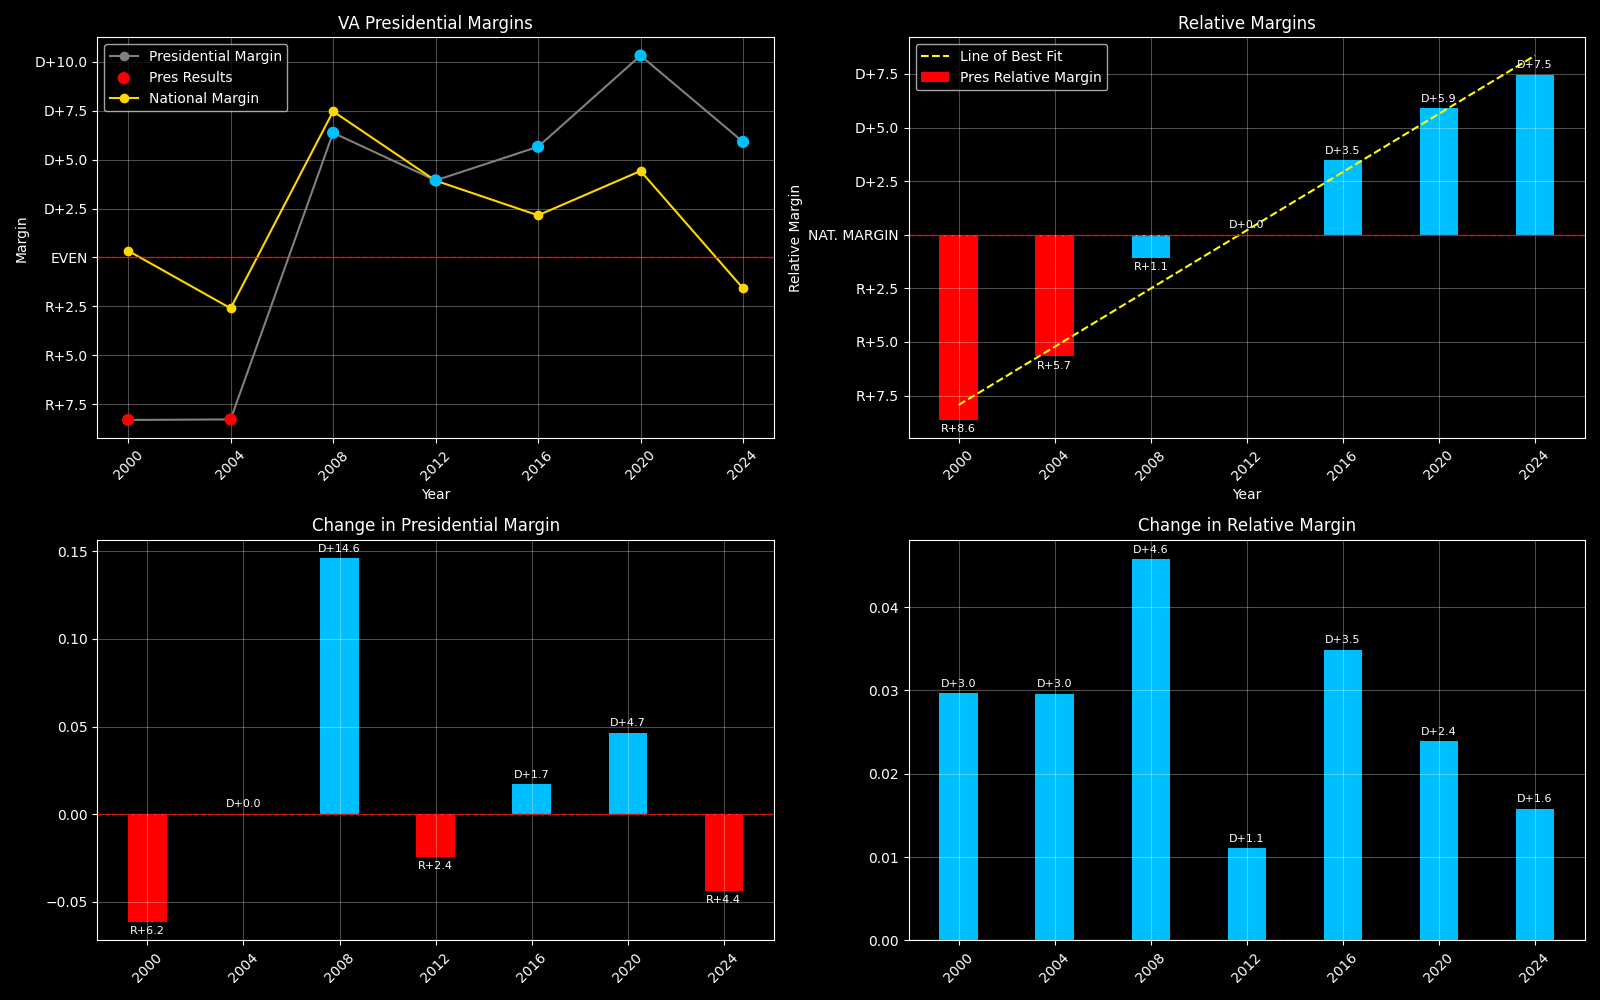 VA Presidential Margins
Presidential Margin
Pres Results
National Margin
D+10.0
D+7.5
D+5.0
D+2.5
EVEN
R+2.5
R+5.0
R+7.5
Margin
2000
2004
2008
2012
2016
2020
2024
Year
Relative Margins
Line of Best Fit
Pres Relative Margin
D+7.5
D+5.0
D+2.5
NAT. MARGIN
R+2.5
R+5.0
R+7.5
Relative Margin
R+8.6
R+5.7
R+1.1
D+0.0
D+3.5
D+5.9
D+7.5
2000
2004
2008
2012
2016
2020
2024
Year
Change in Presidential Margin
0.15
0.10
0.05
0.00
−0.05
R+6.2
D+0.0
D+14.6
R+2.4
D+1.7
D+4.7
R+4.4
2000
2004
2008
2012
2016
2020
2024
Change in Relative Margin
0.04
0.03
0.02
0.01
0.00
D+3.0
D+3.0
D+4.6
D+1.1
D+3.5
D+2.4
D+1.6
2000
2004
2008
2012
2016
2020
2024